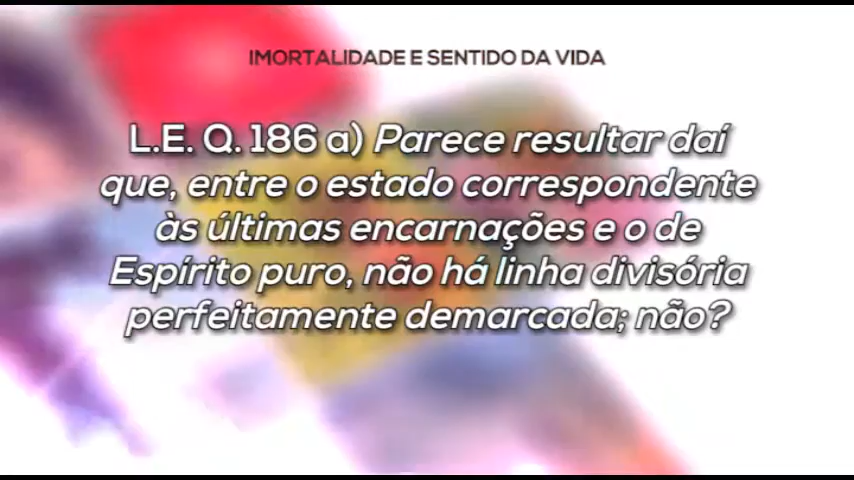 IMORTALIDADE E SENTIDO DA VIDA
L.E. Q. 186 a) Parece resultar daí
que, entre o estado correspondente
às últimas encarnações e o de
Espírito puro, não há linha divisória
perfeitamente demarcada; não?